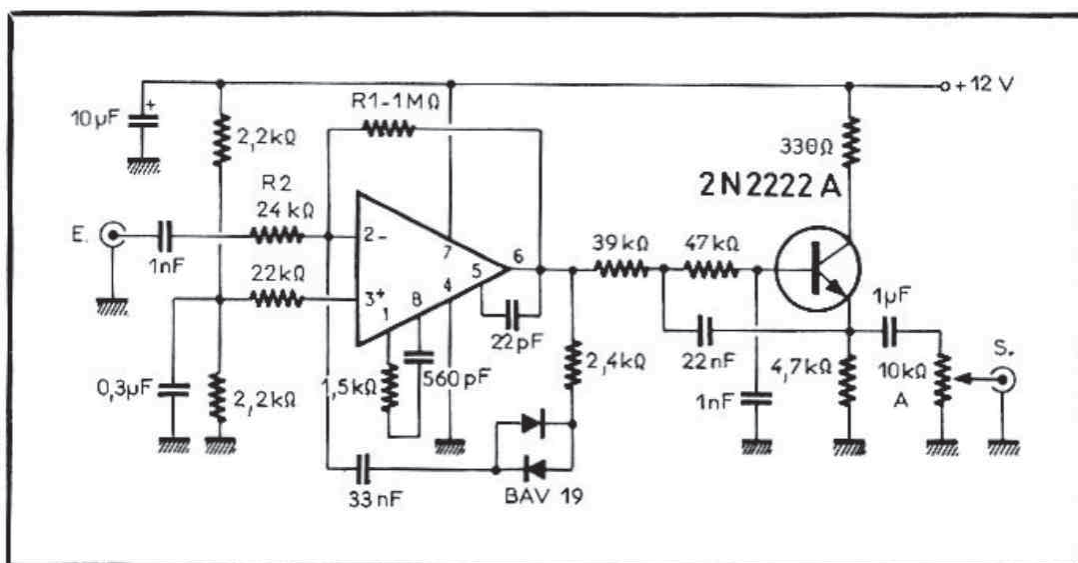 + 12 V
R1-1MΩ
10µF
+
2,2kΩ
330Ω
2N2222A
R2
24kΩ
E.
2-
7
39kΩ
47kΩ
1nF
6
22kΩ
5
3+
4
1µF
1
8
22pF
22nF
S.
0,3µF
2,2kΩ
1,5kΩ
560pF
2,4kΩ
1nF
4,7kΩ
10kΩ
A
33nF
BAV 19